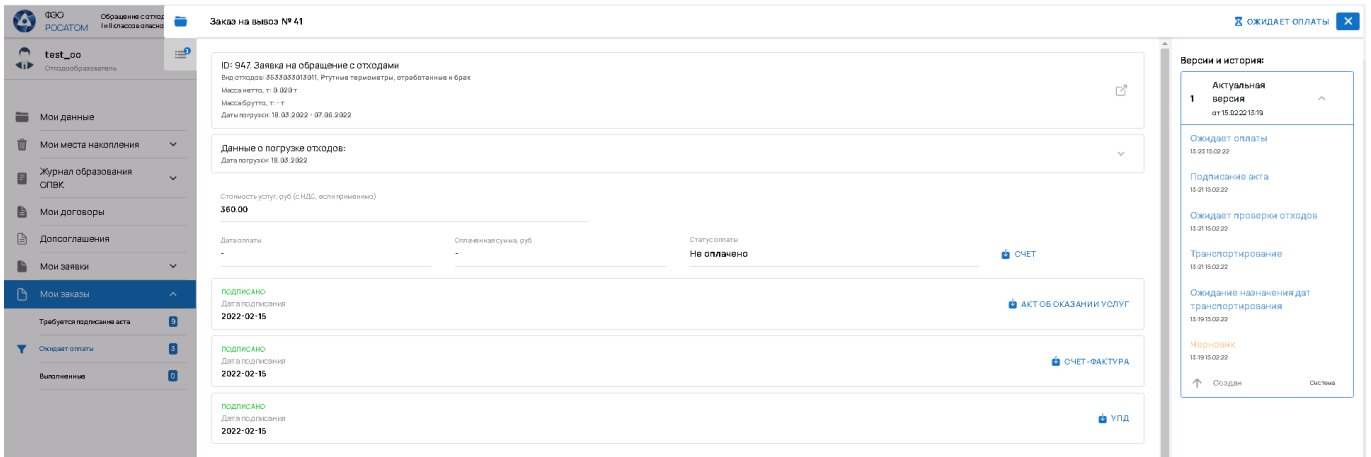 ФЭО
РОСАТОМ
Обращение с отход
I и II классов опасно
test_oo
Отходообразователь
Мои данные
Мои места накопления
Журнал образования
ОПВК
Мои договоры
Допсоглашения
Мои заявки
Мои заказы
Требуется подписание акта 9
Ожидает оплаты 3
Выполненные 0
1
Заказ на вывоз № 41
ОЖИДАЕТ ОПЛАТЫ
ID: 947. Заявка на обращение с отходами
Вид отходов: 3533033013011, Ртутные термометры, отработанные и брак
Масса нетто, т: 0.020 т
Масса брутто, т: - т
Даты погрузки: 18.03.2022 - 07.06.2022
Данные о погрузке отходов:
Дата погрузки: 18.03.2022
Стоимость услуг, руб (с НДС, если применимо)
360.00
Дата оплаты
-
Оплаченная сумма, руб
-
Статус оплаты
Не оплачено
СЧЕТ
ПОДПИСАНО
Дата подписания
2022-02-15
АКТ ОБ ОКАЗАНИИ УСЛУГ
ПОДПИСАНО
Дата подписания
2022-02-15
СЧЕТ-ФАКТУРА
ПОДПИСАНО
Дата подписания
2022-02-15
УПД
Версии и история:
1
Актуальная
версия
от 15.02.22 13:19
Ожидает оплаты
13:23 15.02.22
Подписание акта
13:21 15.02.22
Ожидает проверки отходов
13:21 15.02.22
Транспортирование
13:21 15.02.22
Ожидание назначения дат
транспортирования
13:19 15.02.22
Черновик
13:19 15.02.22
Создан Система